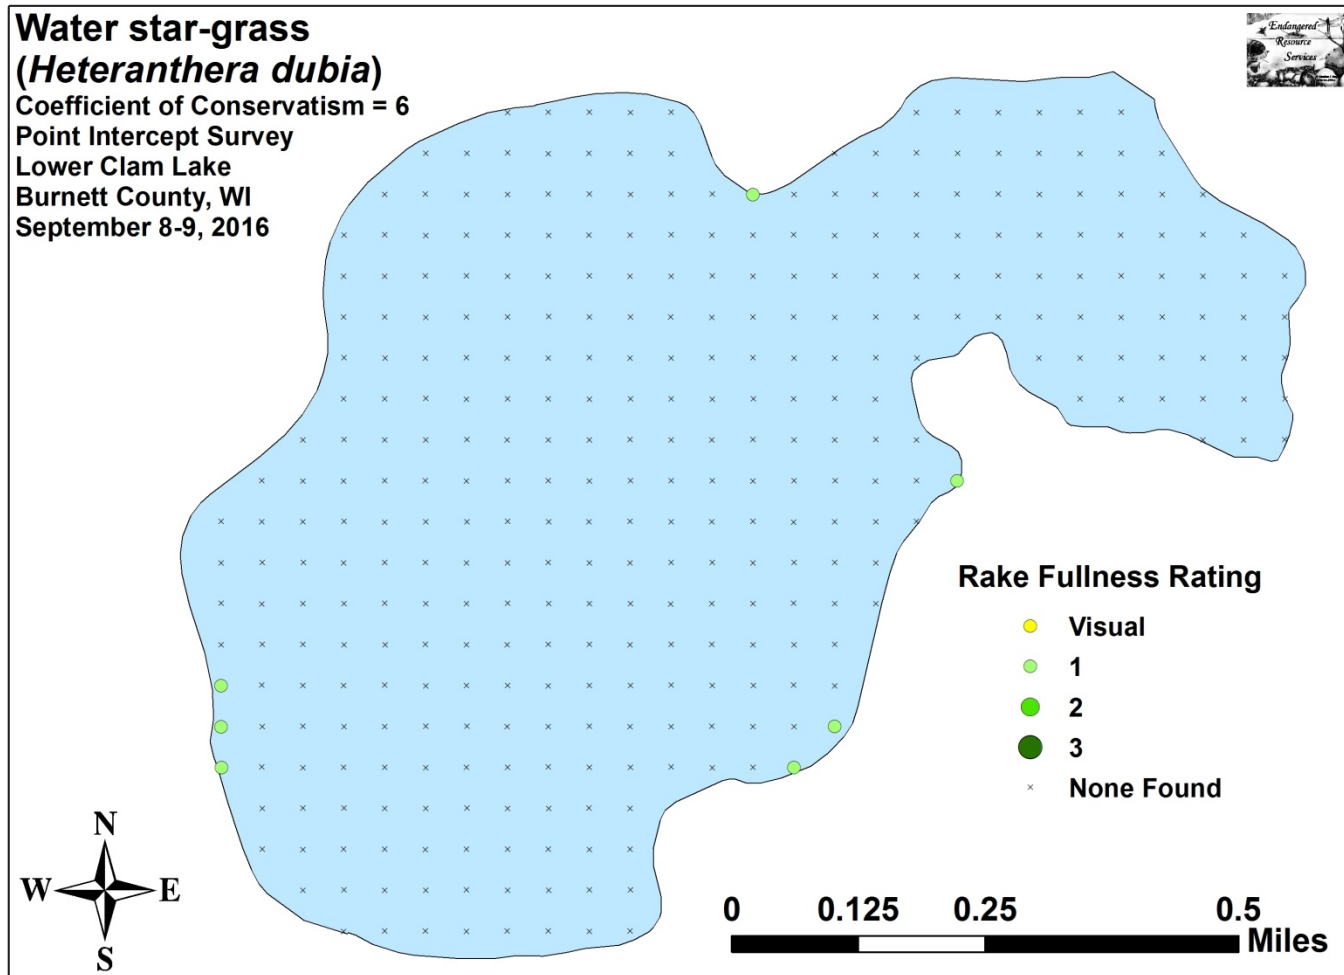 Water star-grass
(Heteranthera dubia)
Coefficient of Conservatism = 6
Point Intercept Survey
Lower Clam Lake
Burnett County, WI
September 8-9, 2016
Endangered
Resource
Services
Rake Fullness Rating
Visual
1
2
3
None Found
N
W E
S
0 0.125 0.25 0.5
Miles